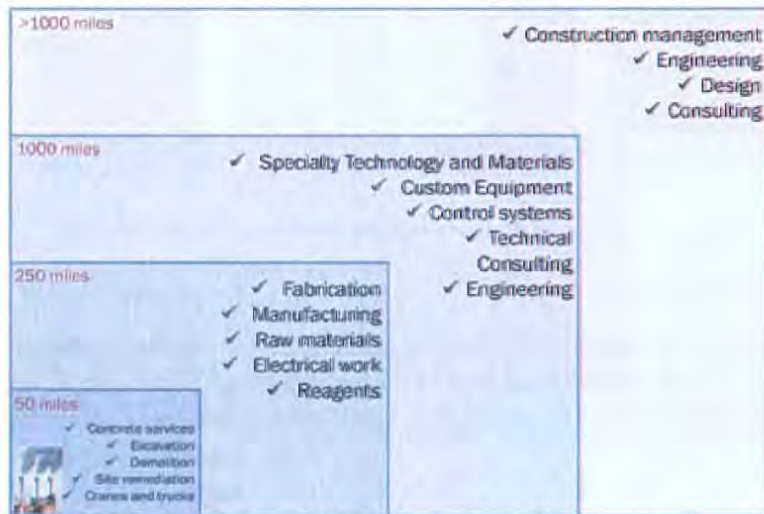 >1000 miles
✓ Construction management
✓ Engineering
✓ Design
✓ Consulting
1000 miles
✓ Specialty Technology and Materials
✓ Custom Equipment
✓ Control systems
✓ Technical
Consulting
✓ Engineering
250 miles
✓ Fabrication
✓ Manufacturing
✓ Raw materials
✓ Electrical work
✓ Reagents
50 miles
✓ Concrete services
✓ Excavation
✓ Demolition
✓ Site remediation
✓ Cranes and trucks